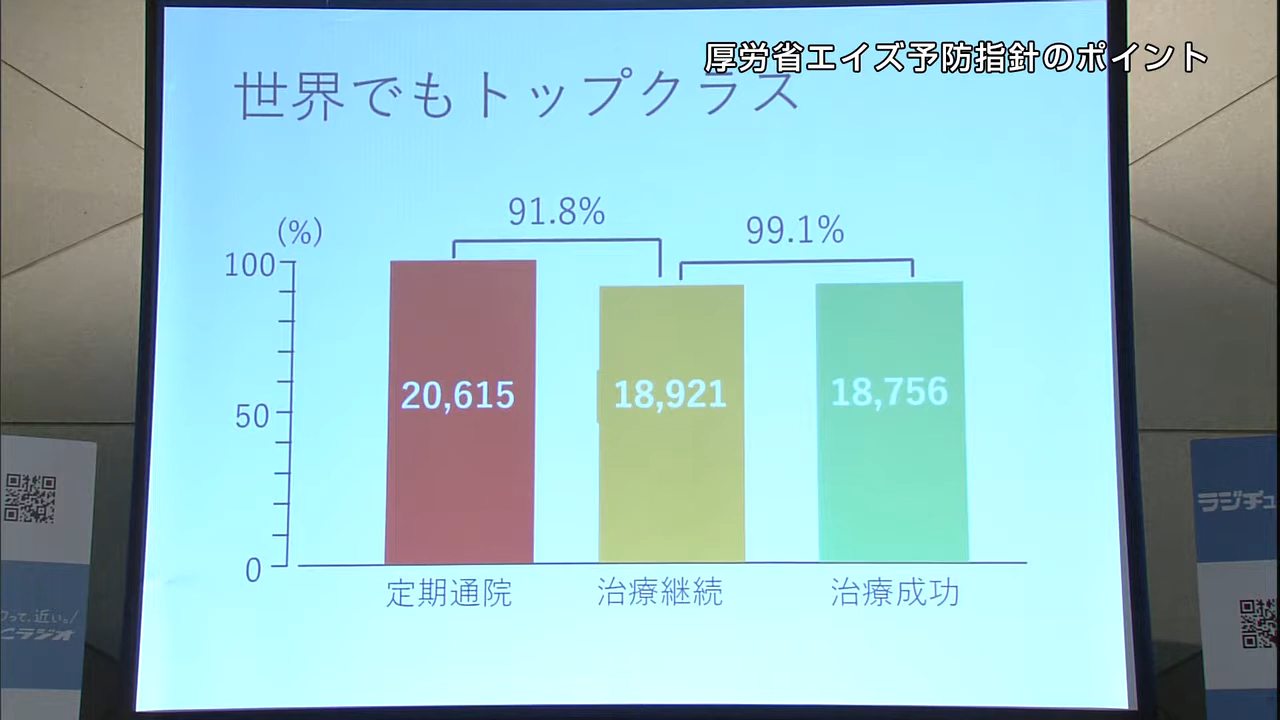 厚労省エイズ予防指針のポイント
世界でもトップクラス
(%)
91.8%
99.1%
100
50
0
20,615
18,921
18,756
定期通院
治療継続
治療成功
って、近い。/
ラジオ
ラジチュ